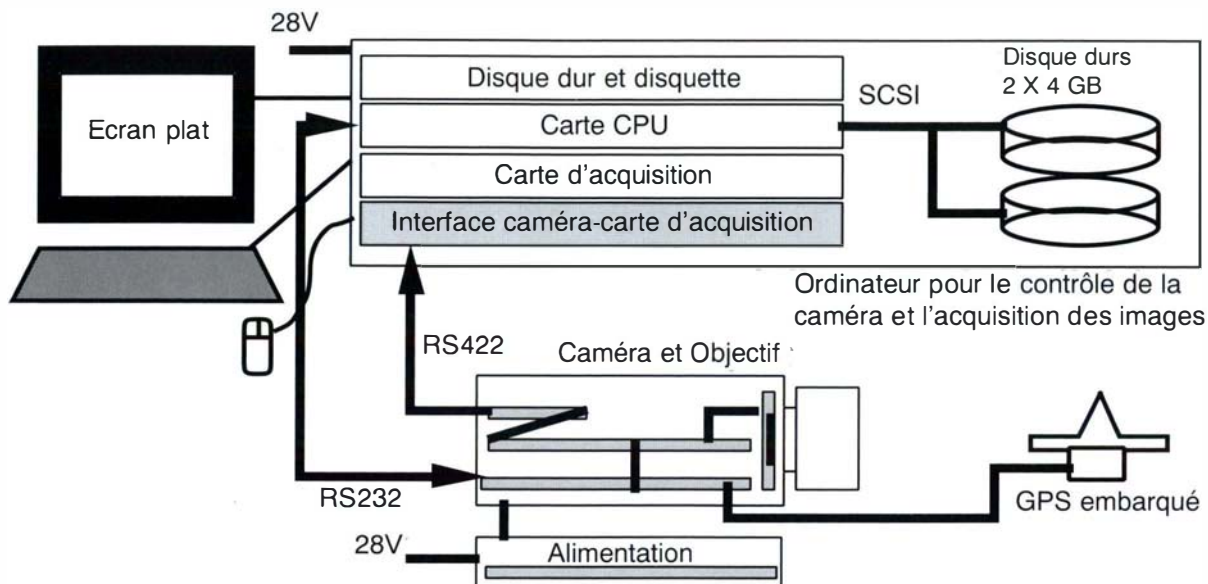 28V
Disque durs
2 X 4 GB
Disque dur et disquette
SCSI
Ecran plat
Carte CPU
Carte d'acquisition
Interface caméra-carte d'acquisition
Ordinateur pour le contrôle de la
caméra et l'acquisition des images
RS422
Caméra et Objectif
RS232
GPS embarqué
28V
Alimentation